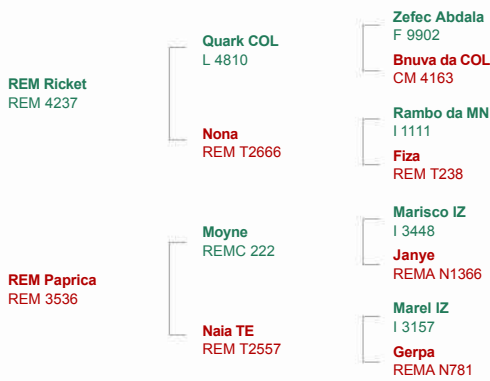 Zefec Abdala
F 9902
Quark COL
L 4810
Bnuva da COL
CM 4163
REM Ricket
REM 4237
Rambo da MN
I 1111
Nona
REM T2666
Fiza
REM T238
Marisco IZ
I 3448
Moyne
REMC 222
Janye
REMA N1366
REM Paprica
REM 3536
Marel IZ
I 3157
Naia TE
REM T2557
Gerpa
REMA N781